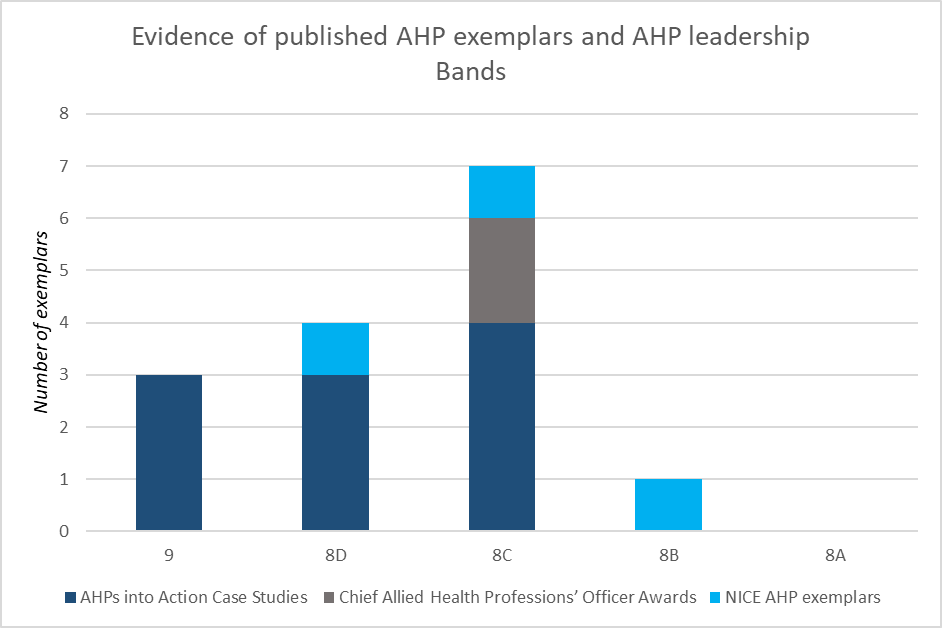 Evidence of published AHP exemplars and AHP leadership
Bands
Number of exemplars
8
7
6
5
4
3
2
1
0
9 8D 8C 8B 8A
AHPs into Action Case Studies Chief Allied Health Professions’ Officer Awards NICE AHP exemplars